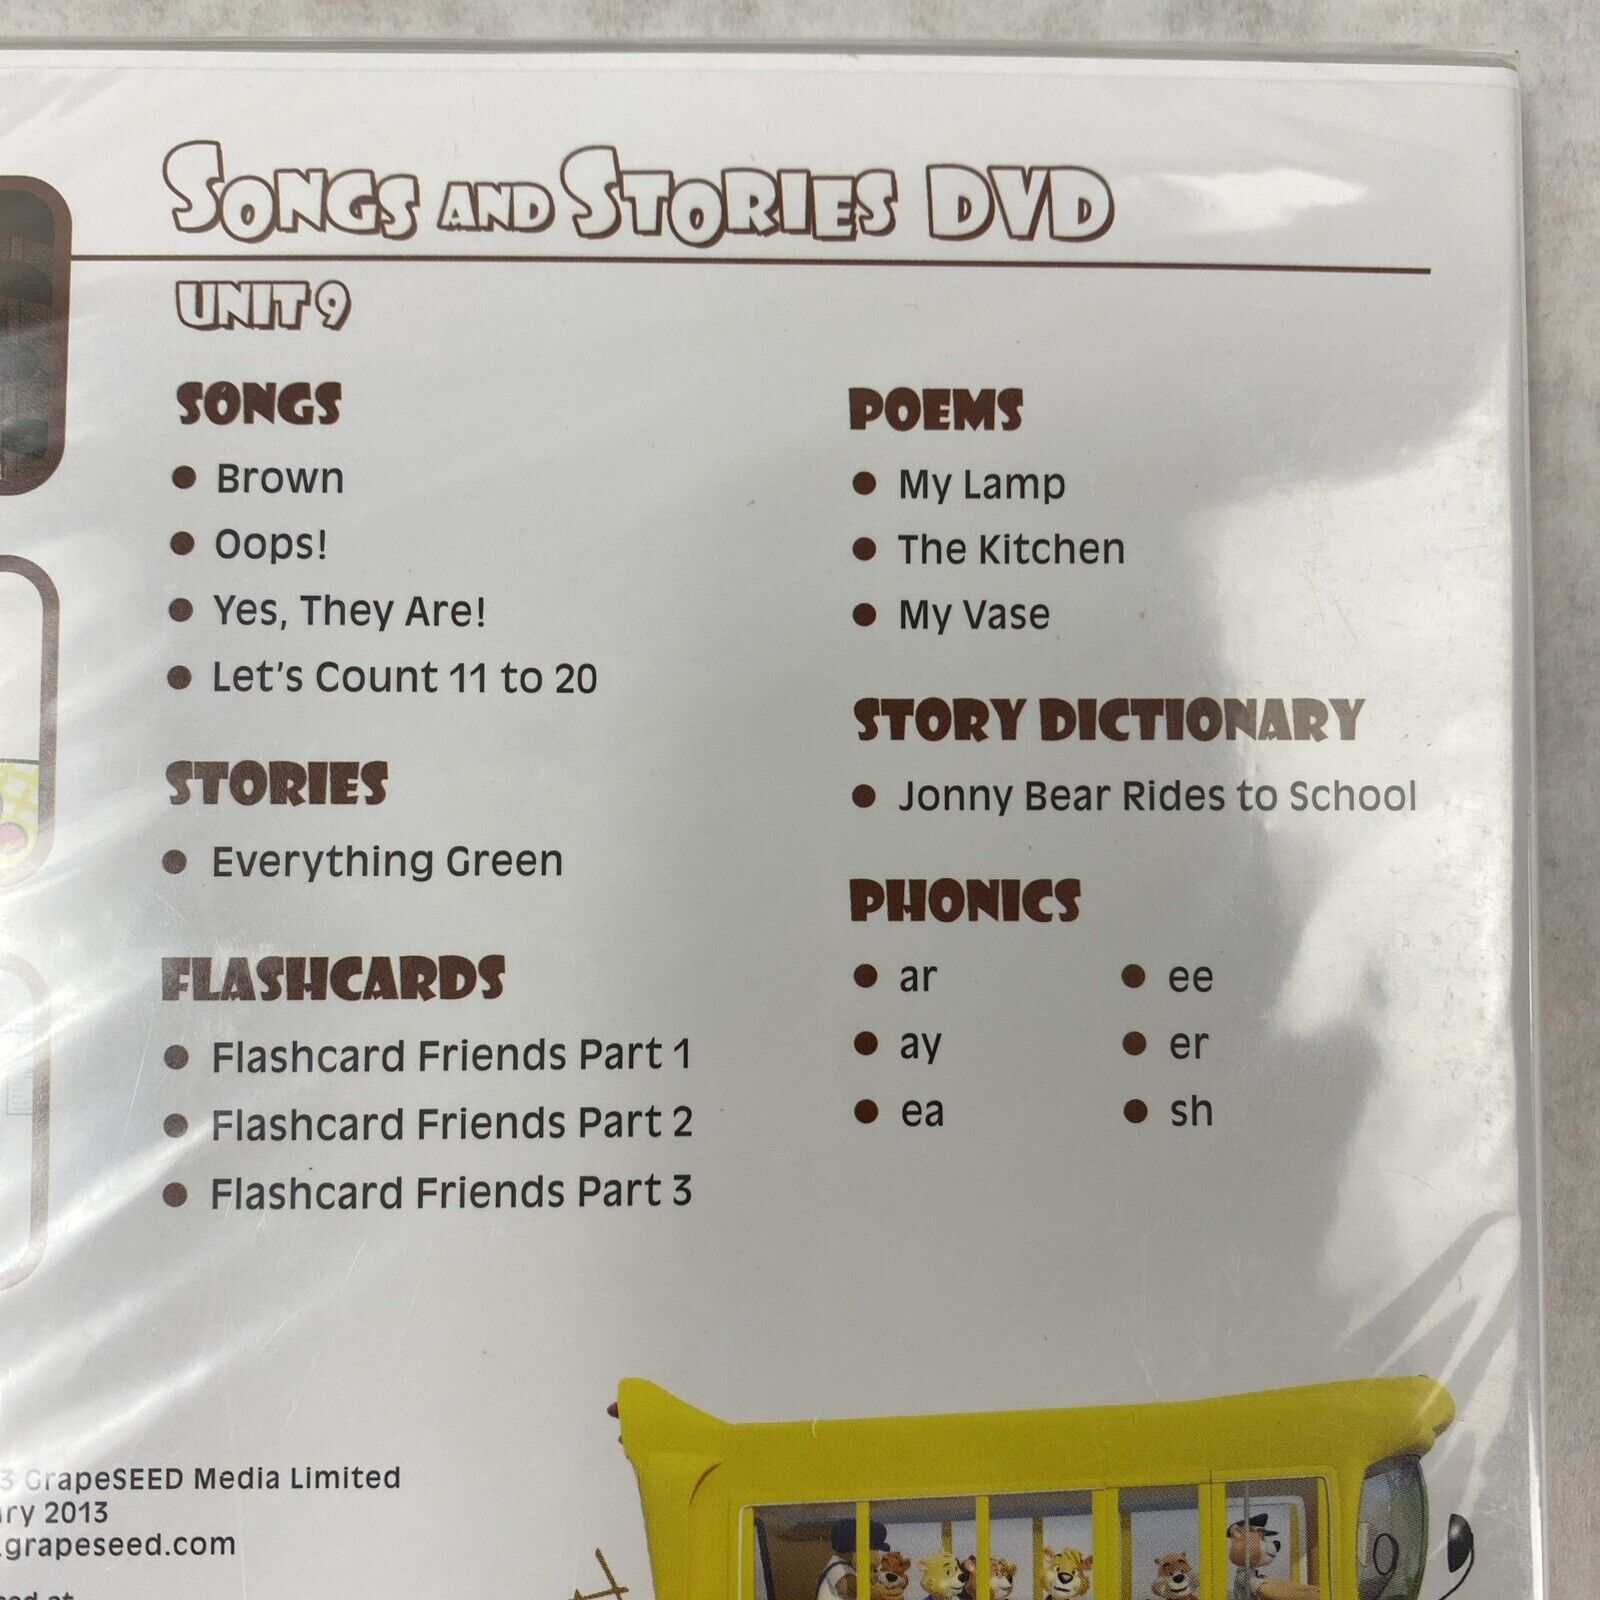 SONGS AND STORIES DVD
UNIT 9
SONGS
• Brown
• Oops!
• Yes, They Are!
• Let's Count 11 to 20
STORIES
• Everything Green
FLASHCARDS
• Flashcard Friends Part 1
• Flashcard Friends Part 2
• Flashcard Friends Part 3
POEMS
• My Lamp
• The Kitchen
• My Vase
STORY DICTIONARY
• Jonny Bear Rides to School
PHONICS
• ar
• ay
• ea
• ee
• er
• sh
3 GrapeSEED Media Limited
ry 2013
.grapeseed.com
9